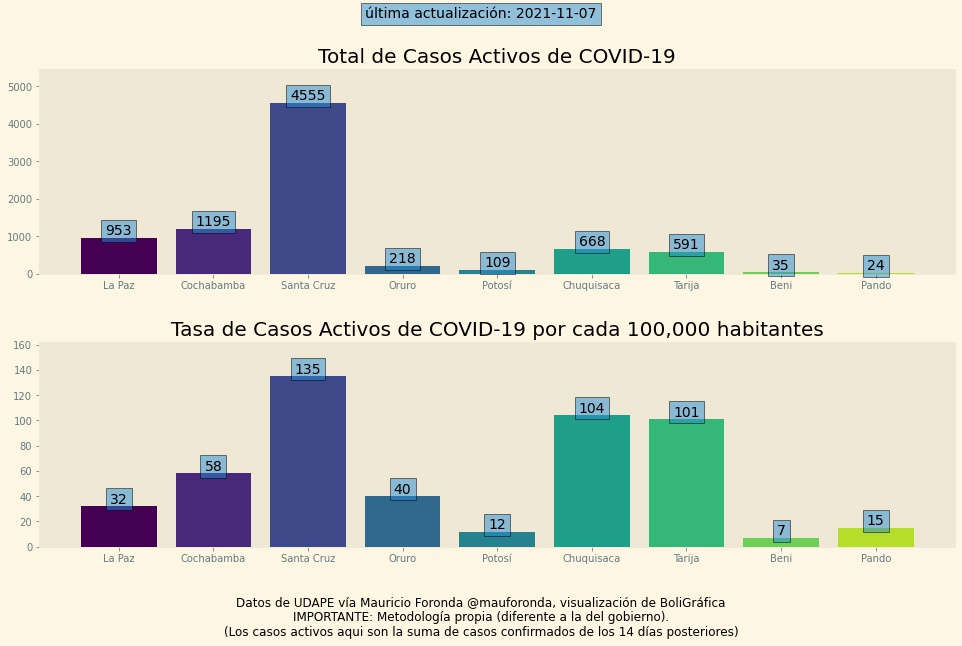 última actualización: 2021-11-07
Total de Casos Activos de COVID-19
5000
4000
3000
2000
1000
0
953
1195
4555
218
109
668
591
35
24
La Paz
Cochabamba
Santa Cruz
Oruro
Potosí
Chuquisaca
Tarija
Beni
Pando
Tasa de Casos Activos de COVID-19 por cada 100,000 habitantes
160
140
120
100
80
60
40
20
0
32
58
135
40
12
104
101
7
15
La Paz
Cochabamba
Santa Cruz
Oruro
Potosí
Chuquisaca
Tarija
Beni
Pando
Datos de UDAPE vía Mauricio Foronda @mauforonda, visualización de BoliGráfica
IMPORTANTE: Metodología propia (diferente a la del gobierno).
(Los casos activos aqui son la suma de casos confirmados de los 14 días posteriores)